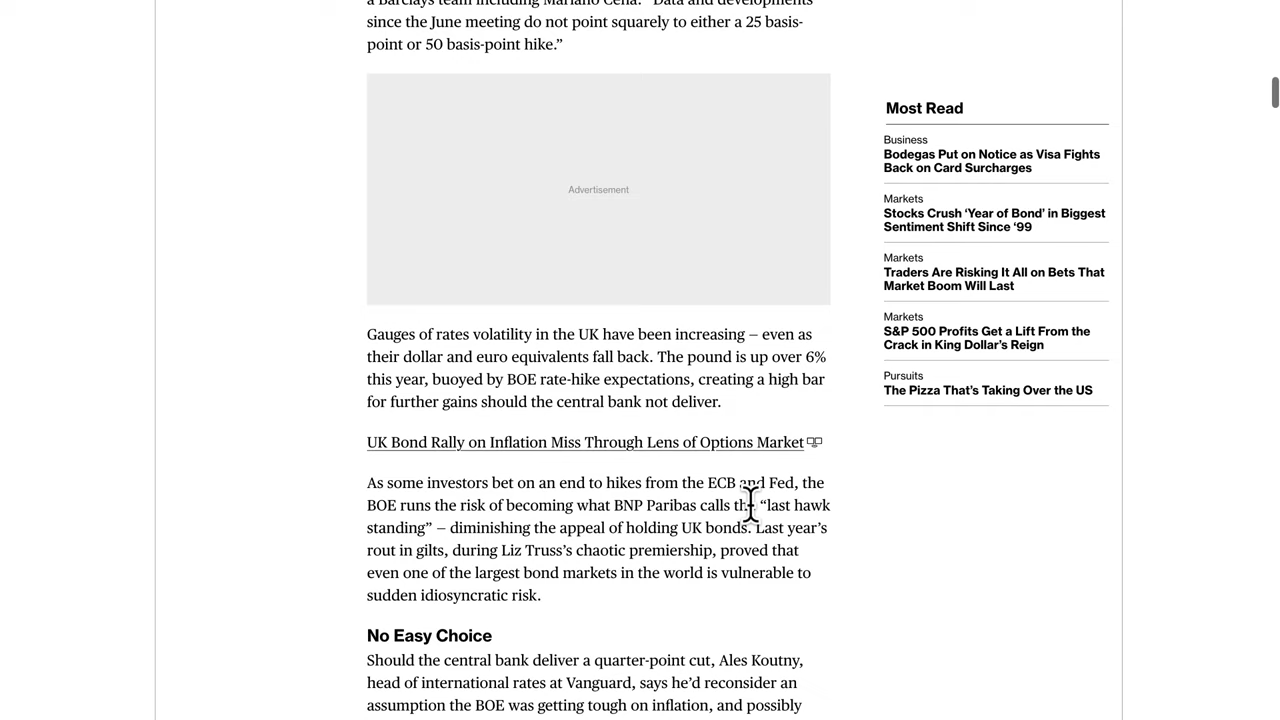 a Barclays team including Mariano Cena. “Data and developments
since the June meeting do not point squarely to either a 25 basis-
point or 50 basis-point hike.”
Advertisement
Gauges of rates volatility in the UK have been increasing — even as
their dollar and euro equivalents fall back. The pound is up over 6%
this year, buoyed by BOE rate-hike expectations, creating a high bar
for further gains should the central bank not deliver.
UK Bond Rally on Inflation Miss Through Lens of Options Market
As some investors bet on an end to hikes from the ECB and Fed, the
BOE runs the risk of becoming what BNP Paribas calls the “last hawk
standing” — diminishing the appeal of holding UK bonds. Last year’s
rout in gilts, during Liz Truss’s chaotic premiership, proved that
even one of the largest bond markets in the world is vulnerable to
sudden idiosyncratic risk.
No Easy Choice
Should the central bank deliver a quarter-point cut, Ales Koutny,
head of international rates at Vanguard, says he’d reconsider an
assumption the BOE was getting tough on inflation, and possibly
Most Read
Business
Bodegas Put on Notice as Visa Fights
Back on Card Surcharges
Markets
Stocks Crush ‘Year of Bond’ in Biggest
Sentiment Shift Since ‘99
Markets
Traders Are Risking It All on Bets That
Market Boom Will Last
Markets
S&P 500 Profits Get a Lift From the
Crack in King Dollar’s Reign
Pursuits
The Pizza That’s Taking Over the US